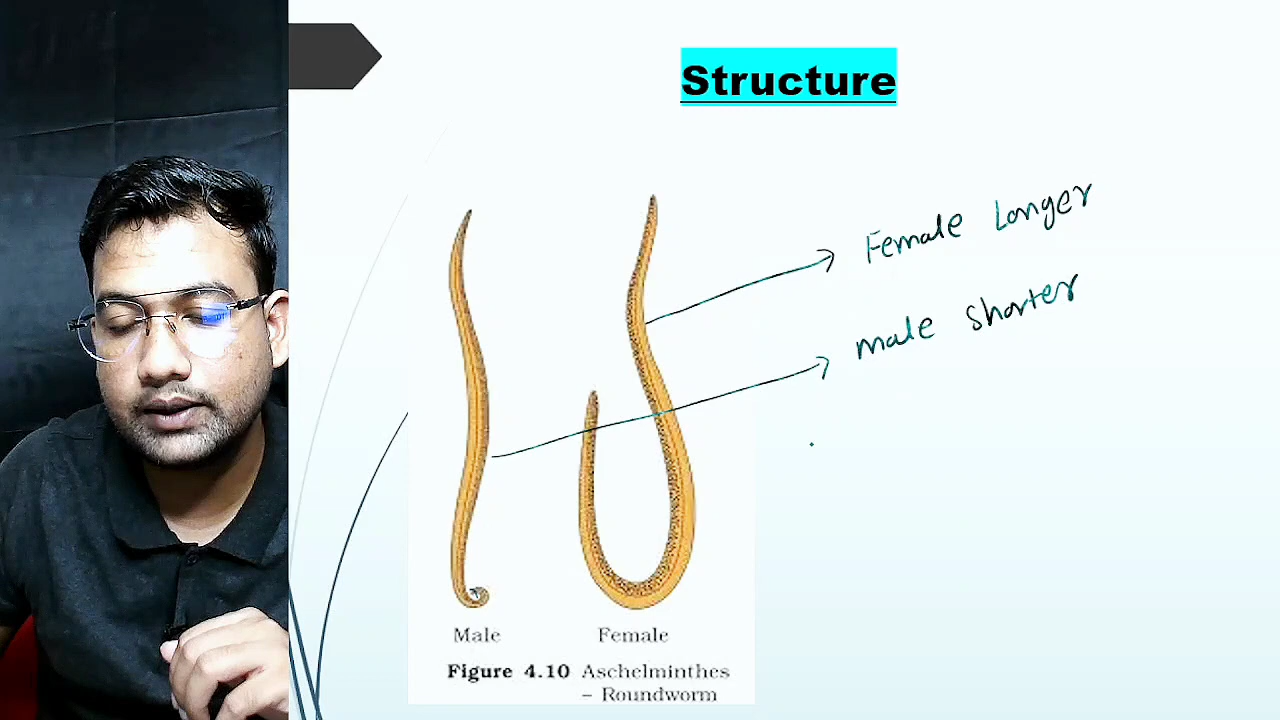 Structure
Female Longer
male shorter
Male Female
Figure 4.10 Aschelminthes
– Roundworm